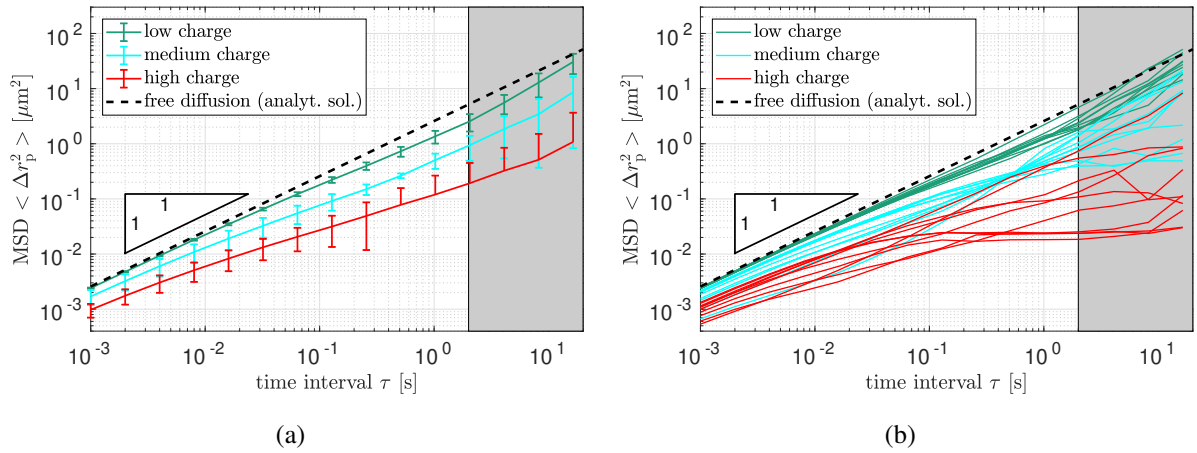 low charge
medium charge
high charge
free diffusion (analyt. sol.)
MSD < Δr_p^2 > [μm^2]
10^2
10^1
10^0
10^-1
10^-2
10^-3
1
1
10^-3
10^-2
10^-1
10^0
10^1
time interval τ [s]
(a)
low charge
medium charge
high charge
free diffusion (analyt. sol.)
MSD < Δr_p^2 > [μm^2]
10^2
10^1
10^0
10^-1
10^-2
10^-3
1
1
10^-3
10^-2
10^-1
10^0
10^1
time interval τ [s]
(b)